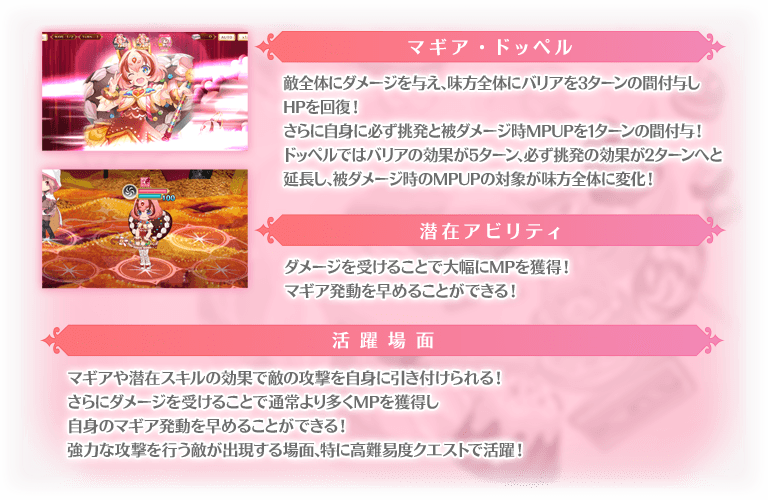 マギア・ドッペル
敵全体にダメージを与え、味方全体にバリアを3ターンの間付与し
HPを回復！
さらに自身に必ず挑発と被ダメージ時MPUPを1ターンの間付与！
ドッペルではバリアの効果が5ターン、必ず挑発の効果が2ターンへと
延長し、被ダメージ時のMPUPの対象が味方全体に変化！
潜在アビリティ
ダメージを受けることで大幅にMPを獲得！
マギア発動を早めることができる！
活躍場面
マギアや潜在スキルの効果で敵の攻撃を自身に引き付けられる！
さらにダメージを受けることで通常より多くMPを獲得し
自身のマギア発動を早めることができる！
強力な攻撃を行う敵が出現する場面、特に高難易度クエストで活躍！